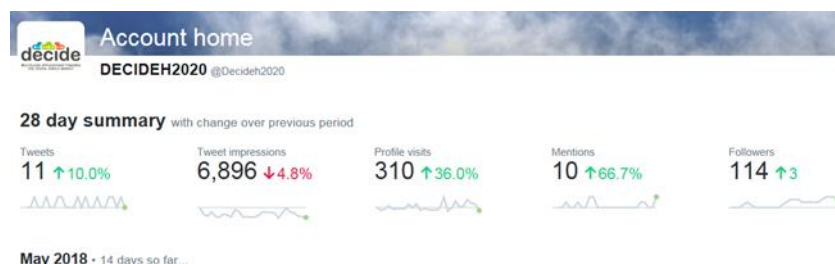 Account home
decide
DECIDEH2020 @Decideh2020
28 day summary with change over previous period
Tweets
11 ↑10.0%
Tweet impressions
6,896 ↓4.8%
Profile visits
310 ↑36.0%
Mentions
10 ↑66.7%
Followers
114 ↑3
May 2018 • 14 days so far...